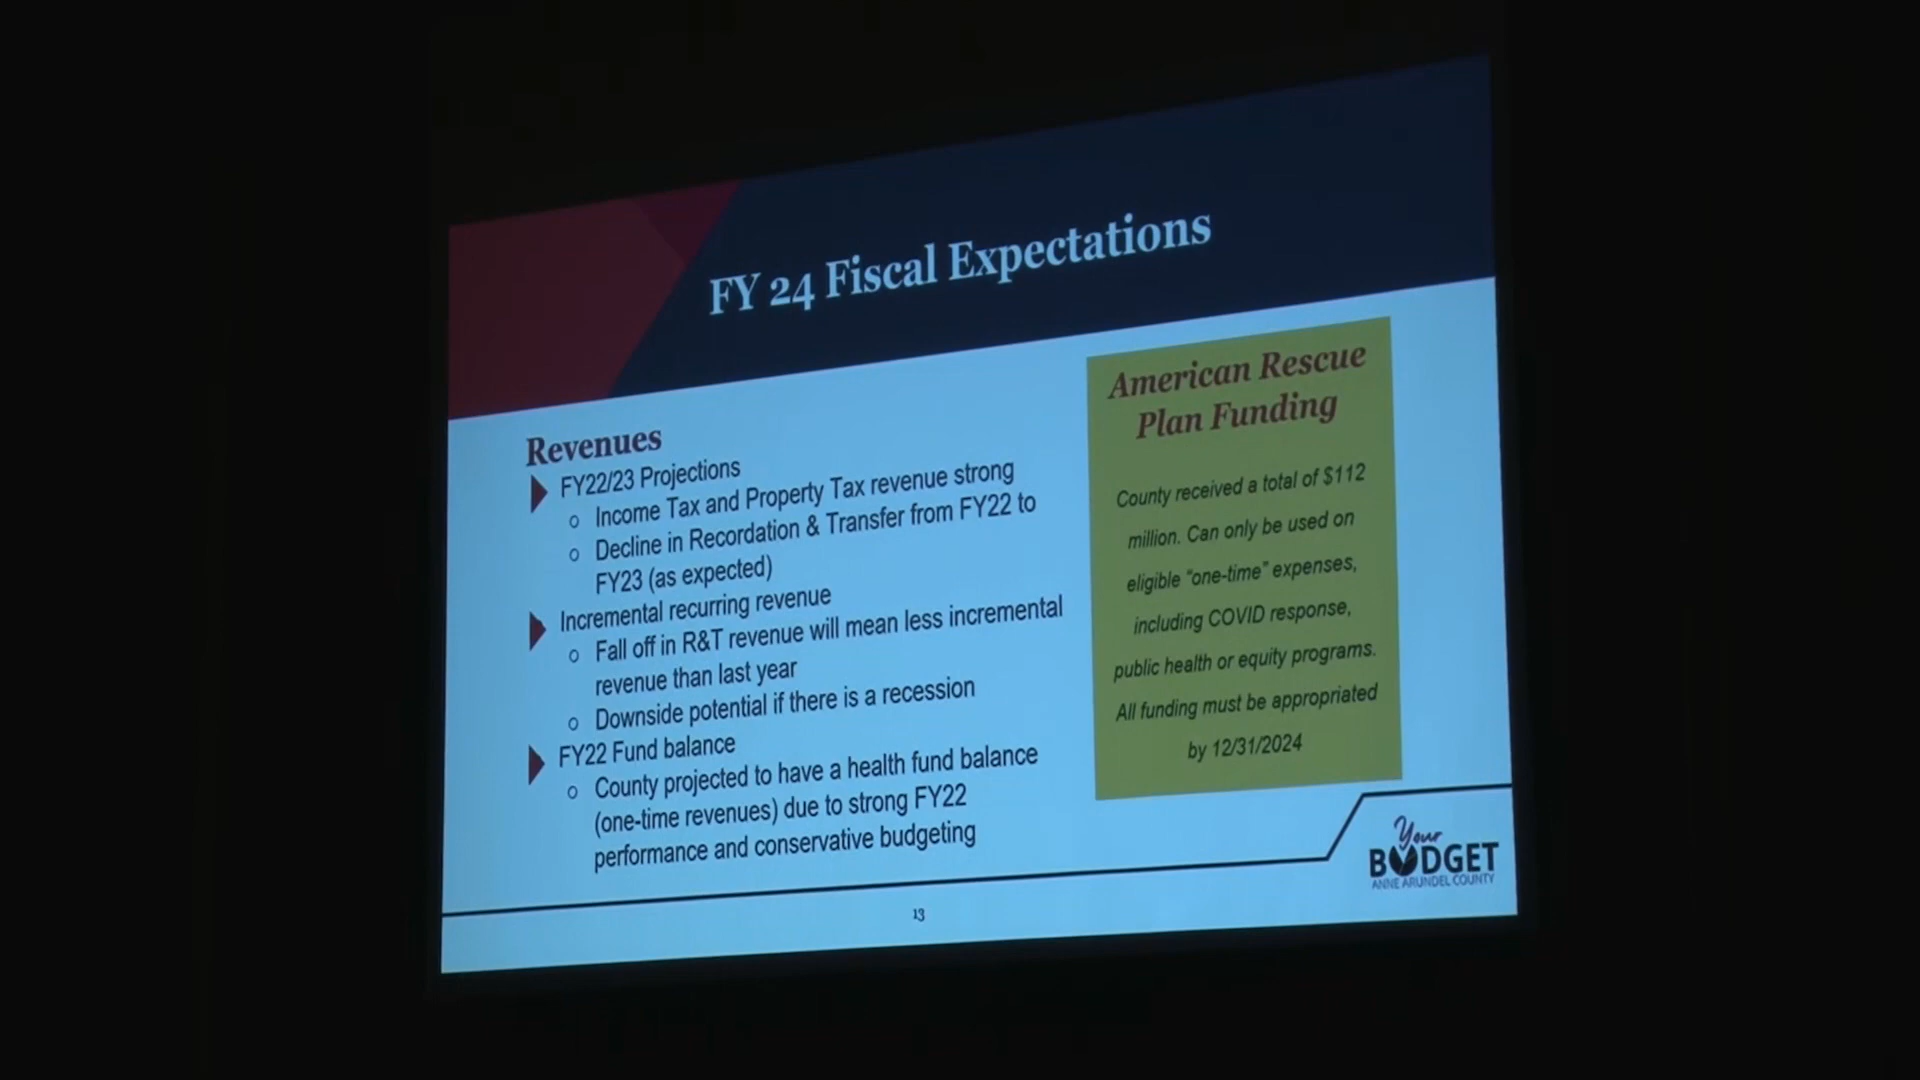 FY 24 Fiscal Expectations
Revenues
FY22/23 Projections
o Income Tax and Property Tax revenue strong
o Decline in Recordation & Transfer from FY22 to
FY23 (as expected)
Incremental recurring revenue
o Fall off in R&T revenue will mean less incremental
revenue than last year
o Downside potential if there is a recession
FY22 Fund balance
o County projected to have a health fund balance
(one-time revenues) due to strong FY22
performance and conservative budgeting
American Rescue
Plan Funding
County received a total of $112
million. Can only be used on
eligible “one-time” expenses,
including COVID response,
public health or equity programs.
All funding must be appropriated
by 12/31/2024
Your
BUDGET
ANNE ARUNDEL COUNTY
13